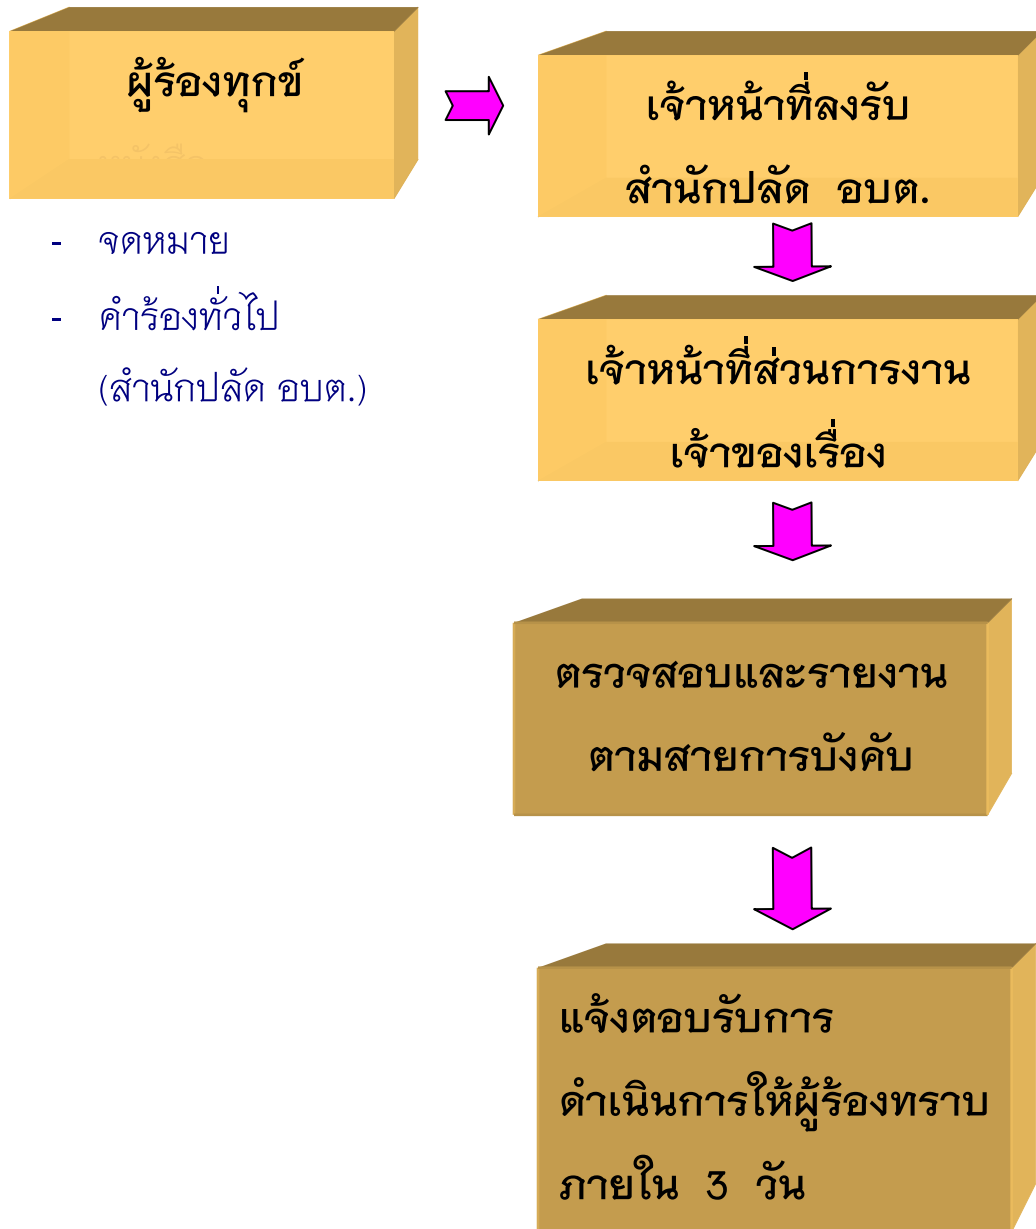 ผู้ร้องทุกข์
หนังสือ
- จดหมาย
- คำร้องทั่วไป
(สำนักปลัด อบต.)
เจ้าหน้าที่ลงรับ
สำนักปลัด อบต.
เจ้าหน้าที่ส่วนการงาน
เจ้าของเรื่อง
ตรวจสอบและรายงาน
ตามสายการบังคับ
แจ้งตอบรับการ
ดำเนินการให้ผู้ร้องทราบ
ภายใน 3 วัน